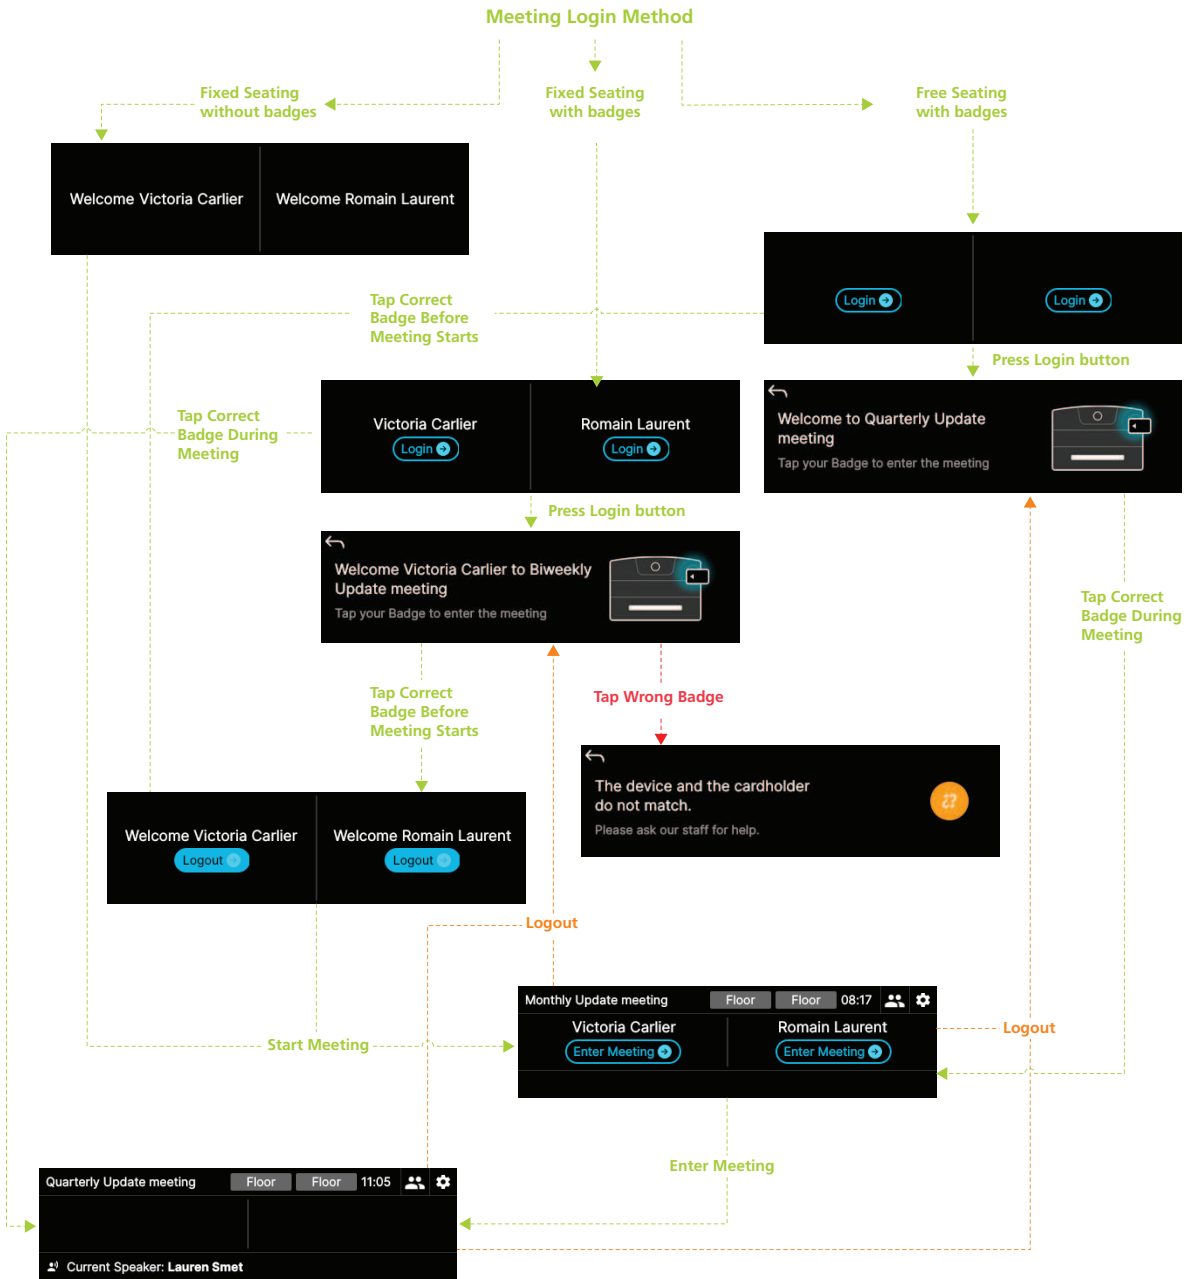 Meeting Login Method
Fixed Seating
without badges
Fixed Seating
with badges
Free Seating
with badges
Welcome Victoria Carlier
Welcome Romain Laurent
Login
Login
Tap Correct
Badge Before
Meeting Starts
Press Login button
Tap Correct
Badge During
Meeting
Victoria Carlier
Login
Romain Laurent
Login
Welcome to Quarterly Update
meeting
Tap your Badge to enter the meeting
Press Login button
Welcome Victoria Carlier to Biweekly
Update meeting
Tap your Badge to enter the meeting
Tap Correct
Badge During
Meeting
Tap Correct
Badge Before
Meeting Starts
Tap Wrong Badge
The device and the cardholder
do not match.
Please ask our staff for help.
Welcome Victoria Carlier
Logout
Welcome Romain Laurent
Logout
Logout
Monthly Update meeting Floor Floor 08:17
Victoria Carlier
Enter Meeting
Romain Laurent
Enter Meeting
Logout
Start Meeting
Enter Meeting
Quarterly Update meeting Floor Floor 11:05
Current Speaker: Lauren Smet